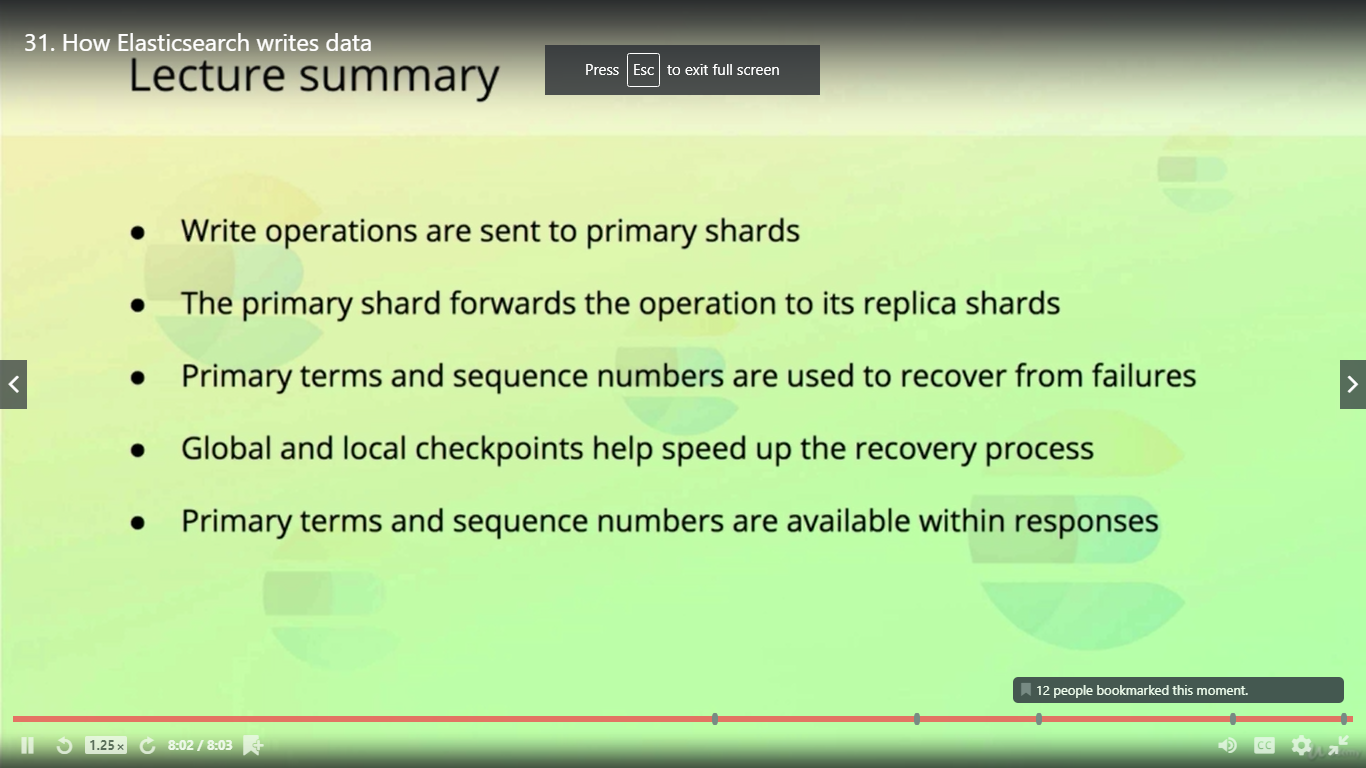 31. How Elasticsearch writes data
Lecture summary
Press Esc to exit full screen
● Write operations are sent to primary shards
● The primary shard forwards the operation to its replica shards
● Primary terms and sequence numbers are used to recover from failures
● Global and local checkpoints help speed up the recovery process
● Primary terms and sequence numbers are available within responses
12 people bookmarked this moment.
1.25x
8:02 / 8:03
CC